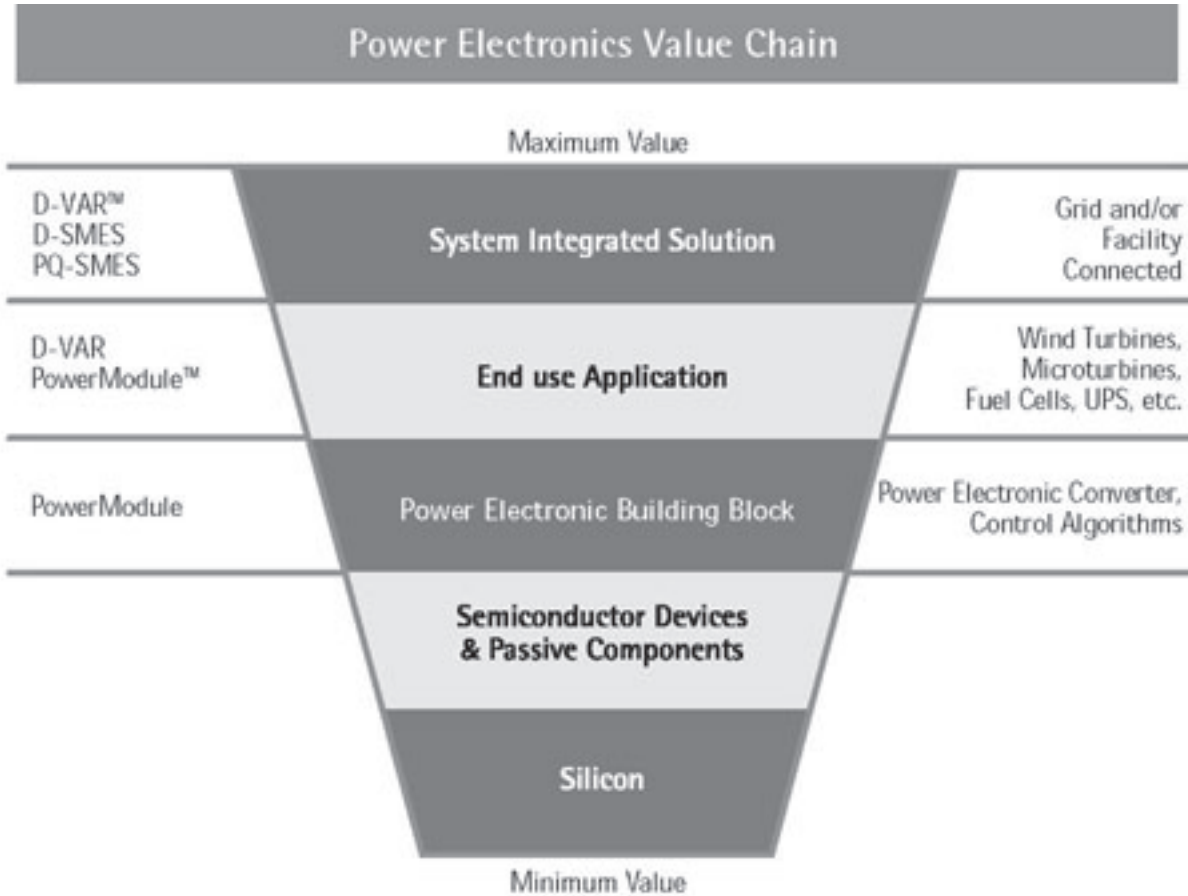 Power Electronics Value Chain
Maximum Value
D-VAR™
D-SMES
PQ-SMES
System Integrated Solution
Grid and/or
Facility
Connected
D-VAR
PowerModule™
End use Application
Wind Turbines,
Microturbines,
Fuel Cells, UPS, etc.
PowerModule
Power Electronic Building Block
Power Electronic Converter,
Control Algorithms
Semiconductor Devices
& Passive Components
Silicon
Minimum Value